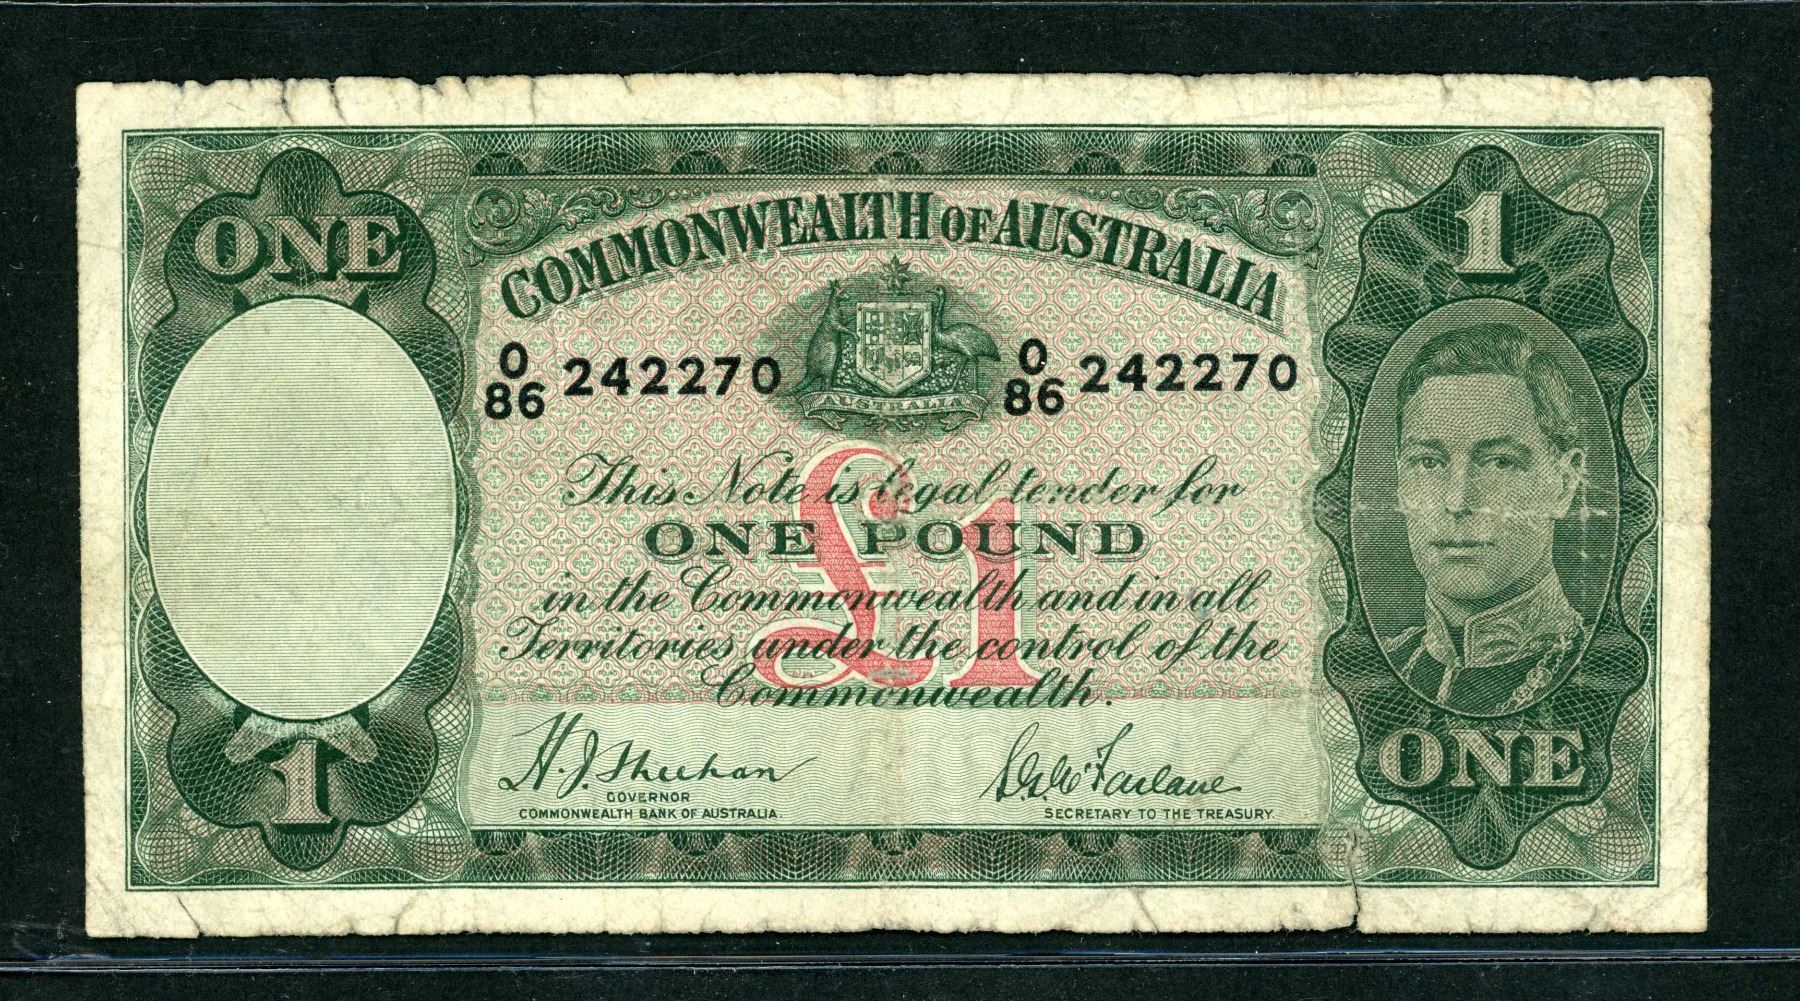 ONE
1
COMMONWEALTH OF AUSTRALIA
O/86 242270
O/86 242270
AUSTRALIA
This Note is legal tender for
ONE POUND
£1
in the Commonwealth and in all
Territories under the control of the
Commonwealth.
H. J. Sheehan
GOVERNOR
COMMONWEALTH BANK OF AUSTRALIA.
S. G. McFarlane
SECRETARY TO THE TREASURY.
1
ONE